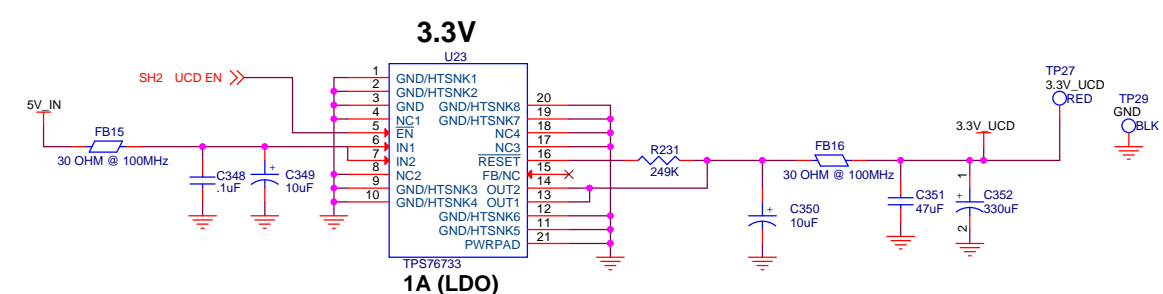 3.3V
U23
SH2 UCD EN
5V_IN
FB15
30 OHM @ 100MHz
C348
.1uF
C349
10uF
1 GND/HTSNK1
2 GND/HTSNK2
3 GND
4 NC1
5 EN
6 IN1
7 IN2
8 NC2
9 GND/HTSNK3
10 GND/HTSNK4
GND/HTSNK8 20
GND/HTSNK7 19
NC4 18
NC3 17
RESET 16
FB/NC 15
OUT2 14
OUT1 13
GND/HTSNK6 12
GND/HTSNK5 11
PWRPAD 21
TPS76733
1A (LDO)
R231
249K
C350
10uF
FB16
30 OHM @ 100MHz
C351
47uF
3.3V_UCD
1
C352
330uF
2
TP27
3.3V_UCD
RED
TP29
GND
BLK
+
+
+